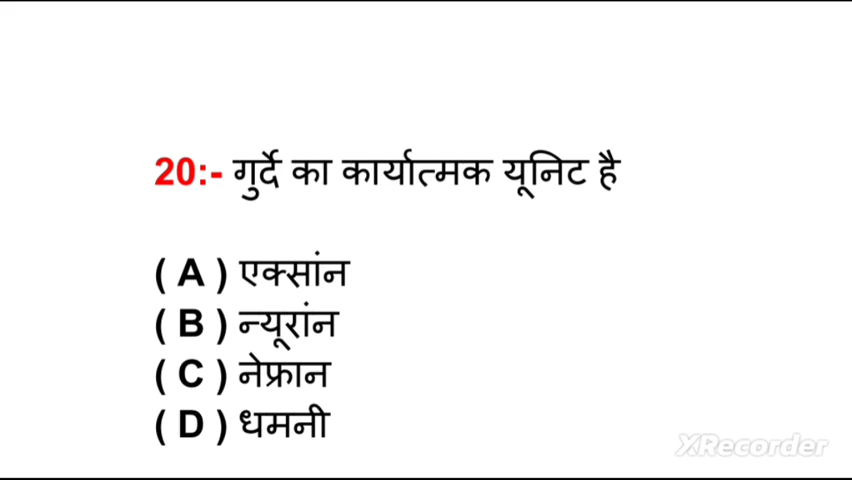 20:- गुर्दे का कार्यात्मक यूनिट है
( A ) एक्सांन
( B ) न्यूरांन
( C ) नेफ्रान
( D ) धमनी
XRecorder